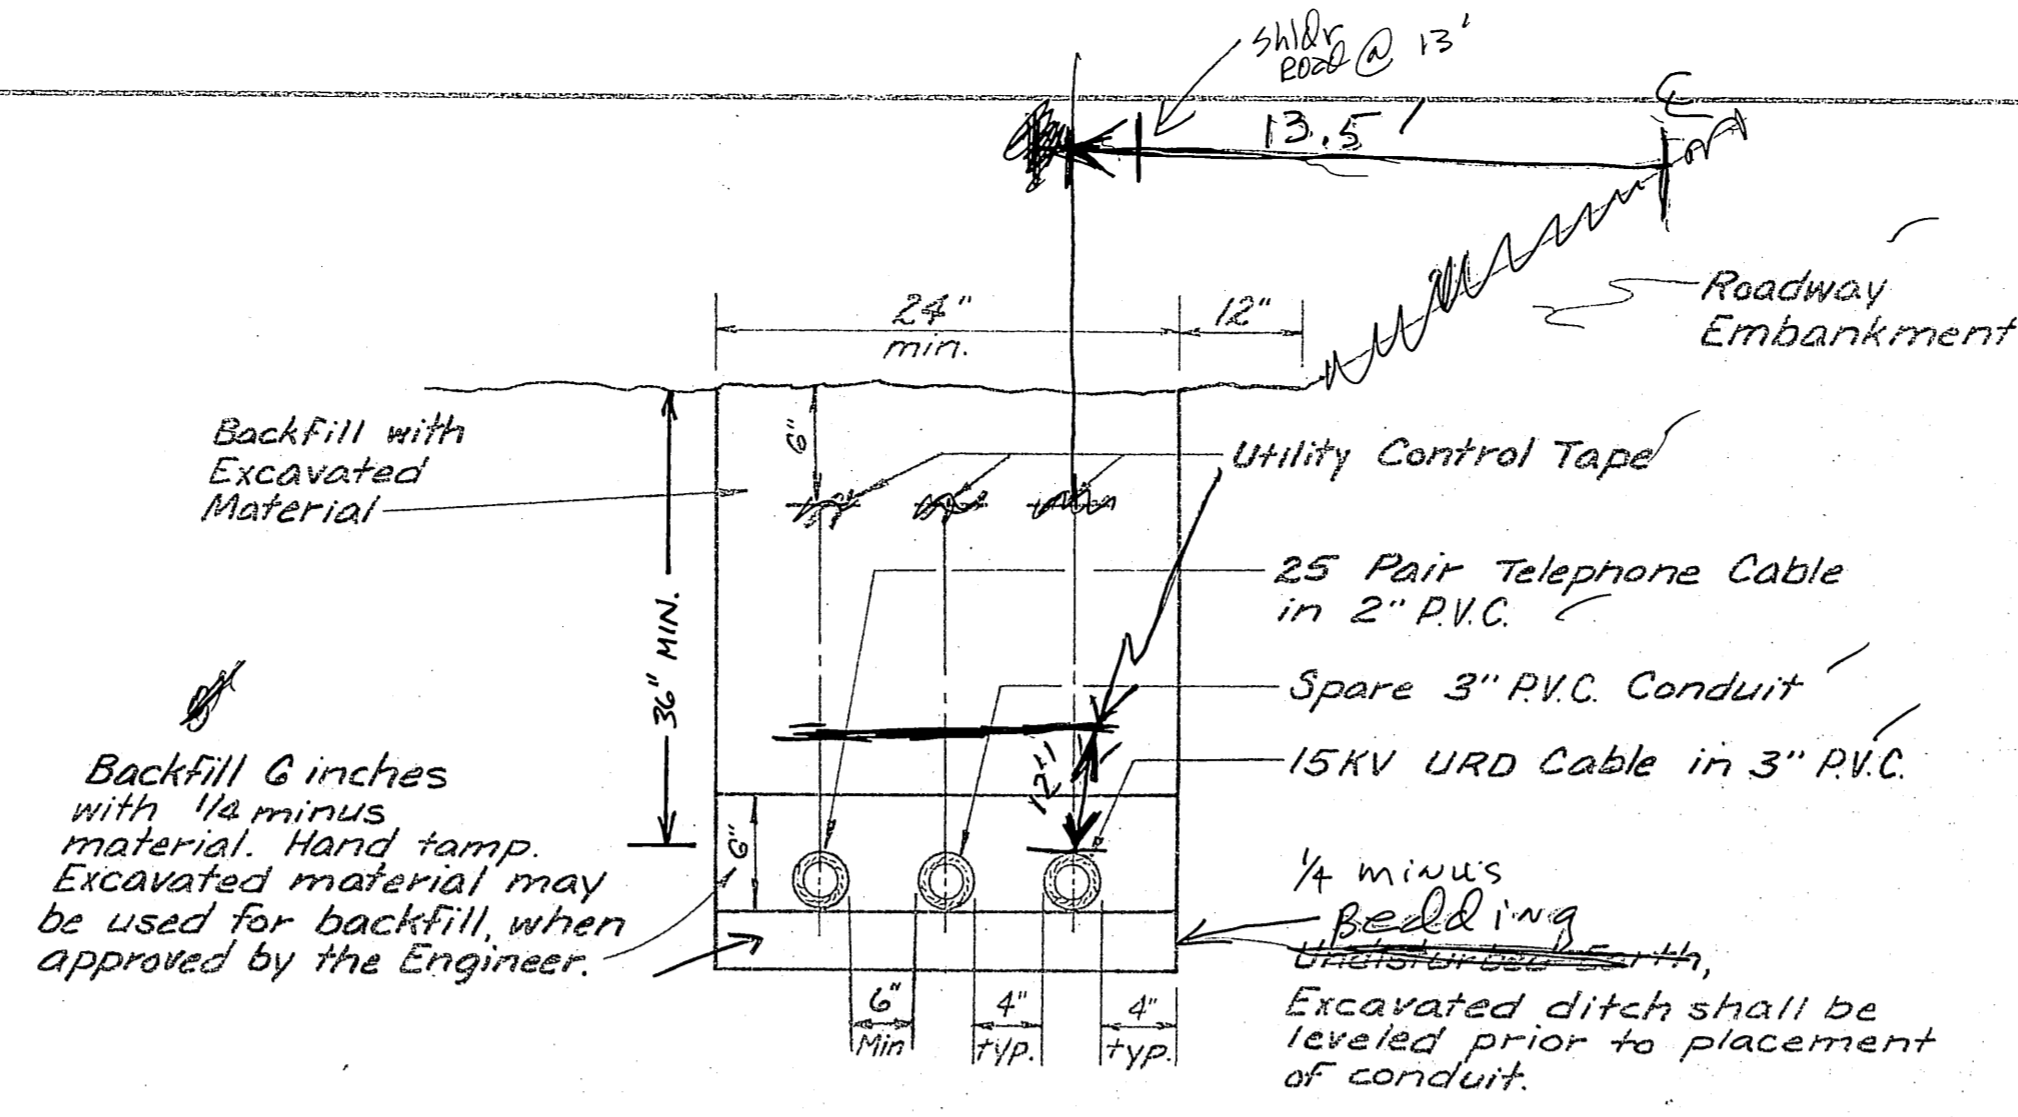 shldr
road @ 13'
℄
13.5'
Roadway
Embankment
24"
min.
12"
Backfill with
Excavated
Material
6"
Utility Control Tape
36" MIN.
25 Pair Telephone Cable
in 2" P.V.C.
Spare 3" P.V.C. Conduit
15KV URD Cable in 3" P.V.C.
12"
Backfill 6 inches
with 1/4 minus
material. Hand tamp.
Excavated material may
be used for backfill, when
approved by the Engineer.
6"
1/4 minus
Bedding
Undisturbed Earth,
Excavated ditch shall be
leveled prior to placement
of conduit.
6"
Min
4"
typ.
4"
typ.